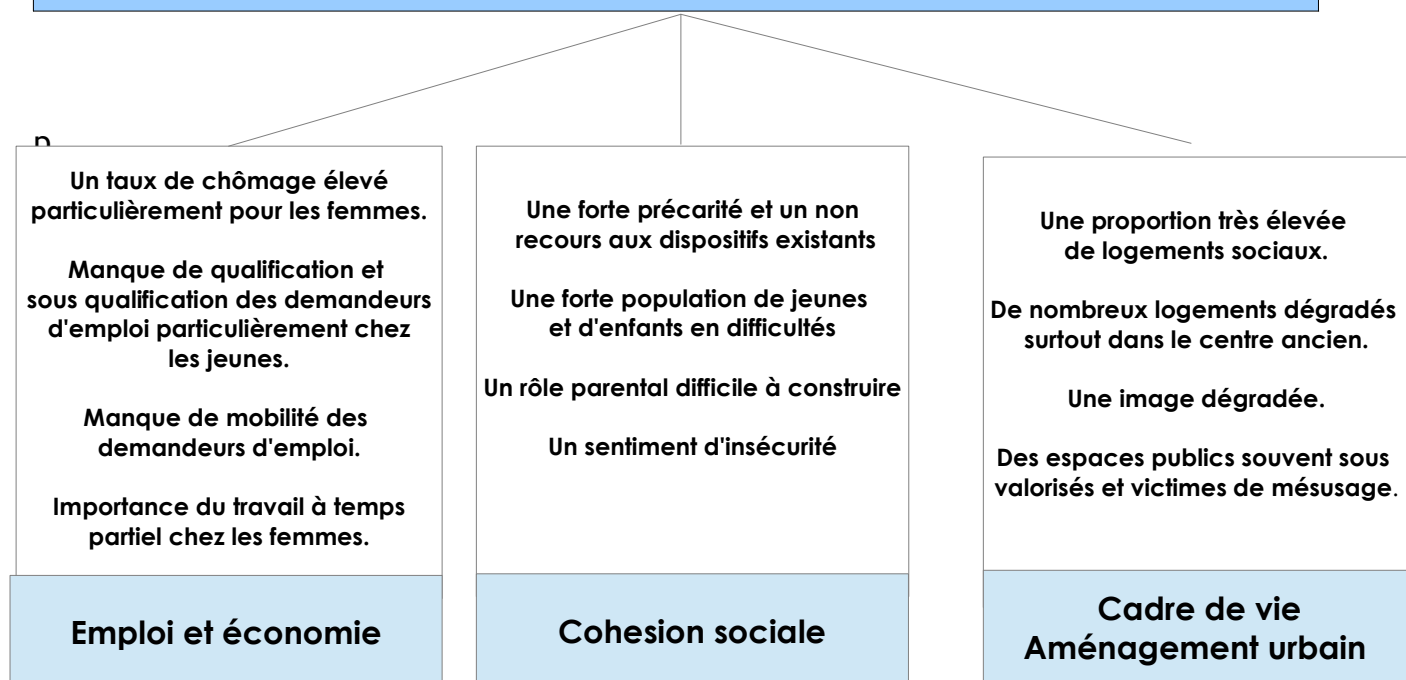 Un taux de chômage élevé
particulièrement pour les femmes.
Manque de qualification et
sous qualification des demandeurs
d'emploi particulièrement chez
les jeunes.
Manque de mobilité des
demandeurs d'emploi.
Importance du travail à temps
partiel chez les femmes.
Emploi et économie
Une forte précarité et un non
recours aux dispositifs existants
Une forte population de jeunes
et d'enfants en difficultés
Un rôle parental difficile à construire
Un sentiment d'insécurité
Cohesion sociale
Une proportion très élevée
de logements sociaux.
De nombreux logements dégradés
surtout dans le centre ancien.
Une image dégradée.
Des espaces publics souvent sous
valorisés et victimes de mésusage.
Cadre de vie
Aménagement urbain